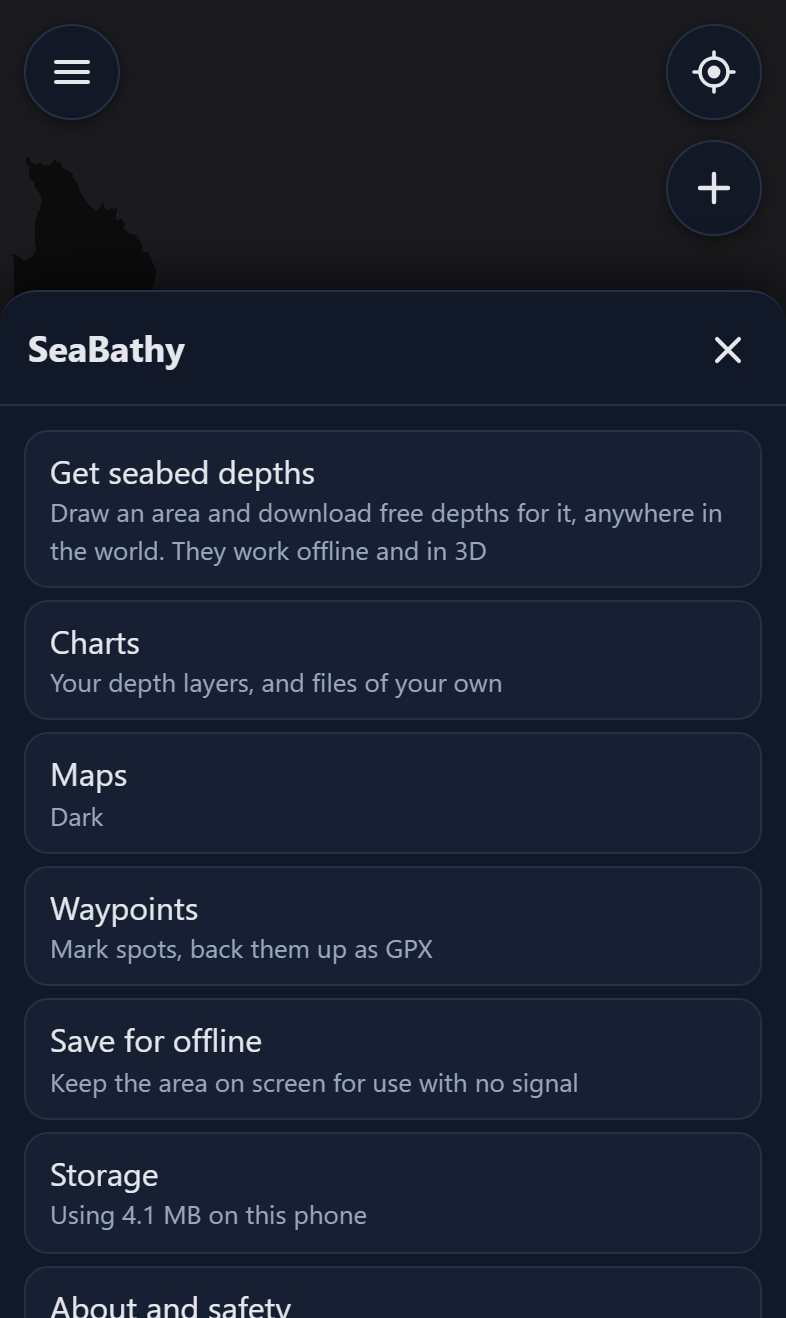 SeaBathy
Get seabed depths
Draw an area and download free depths for it, anywhere in
the world. They work offline and in 3D
Charts
Your depth layers, and files of your own
Maps
Dark
Waypoints
Mark spots, back them up as GPX
Save for offline
Keep the area on screen for use with no signal
Storage
Using 4.1 MB on this phone
About and safety